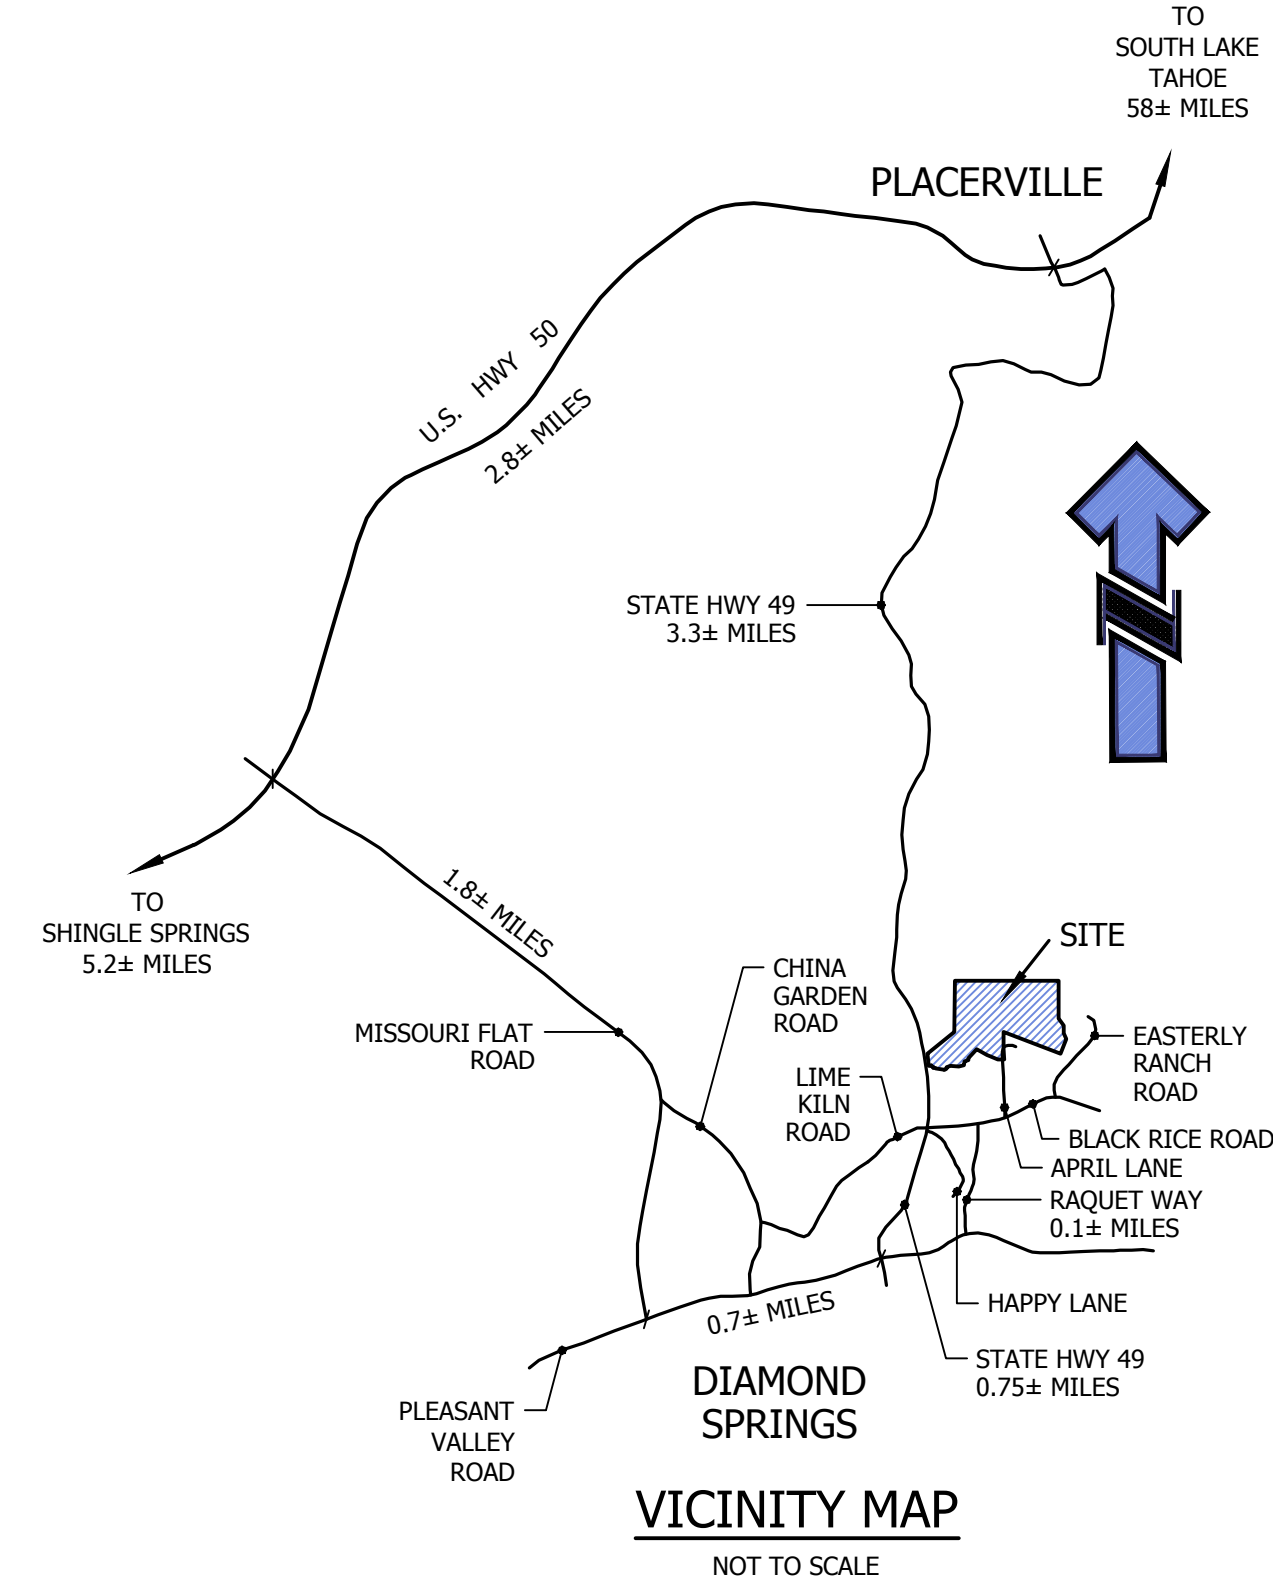 TO
SOUTH LAKE
TAHOE
58± MILES
PLACERVILLE
U.S. HWY 50
2.8± MILES
STATE HWY 49
3.3± MILES
TO
SHINGLE SPRINGS
5.2± MILES
1.8± MILES
SITE
CHINA
GARDEN
ROAD
MISSOURI FLAT
ROAD
EASTERLY
RANCH
ROAD
LIME
KILN
ROAD
BLACK RICE ROAD
APRIL LANE
RAQUET WAY
0.1± MILES
HAPPY LANE
0.7± MILES
STATE HWY 49
0.75± MILES
DIAMOND
SPRINGS
PLEASANT
VALLEY
ROAD
VICINITY MAP
NOT TO SCALE